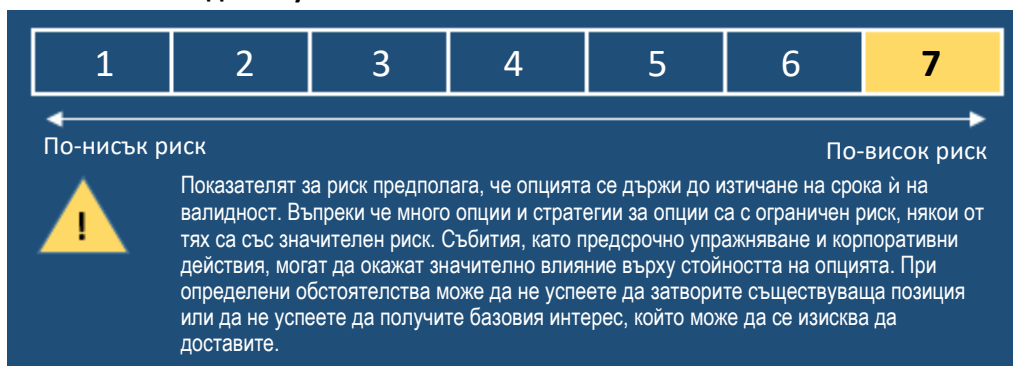 1 2 3 4 5 6 7
По-нисък риск По-висок риск
! Показателят за риск предполага, че опцията се държи до изтичане на срока ѝ на
валидност. Въпреки че много опции и стратегии за опции са с ограничен риск, някои от
тях са със значителен риск. Събития, като предсрочно упражняване и корпоративни
действия, могат да окажат значително влияние върху стойността на опцията. При
определени обстоятелства може да не успеете да затворите съществуваща позиция
или да не успеете да получите базовия интерес, който може да се изисква да
доставите.